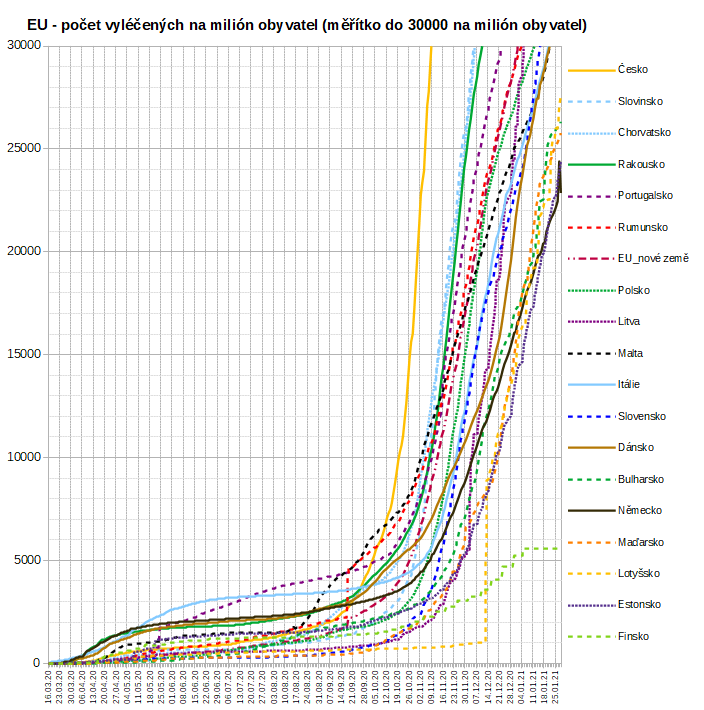 EU - počet vyléčených na milión obyvatel (měřítko do 30000 na milión obyvatel)
30000
25000
20000
15000
10000
5000
0
16.03.20
23.03.20
30.03.20
06.04.20
13.04.20
20.04.20
27.04.20
04.05.20
11.05.20
18.05.20
25.05.20
01.06.20
08.06.20
15.06.20
22.06.20
29.06.20
06.07.20
13.07.20
20.07.20
27.07.20
03.08.20
10.08.20
17.08.20
24.08.20
31.08.20
07.09.20
14.09.20
21.09.20
28.09.20
05.10.20
12.10.20
19.10.20
26.10.20
02.11.20
09.11.20
16.11.20
23.11.20
30.11.20
07.12.20
14.12.20
21.12.20
28.12.20
04.01.21
11.01.21
18.01.21
25.01.21
Česko
Slovinsko
Chorvatsko
Rakousko
Portugalsko
Rumunsko
EU_nové země
Polsko
Litva
Malta
Itálie
Slovensko
Dánsko
Bulharsko
Německo
Maďarsko
Lotyšsko
Estonsko
Finsko